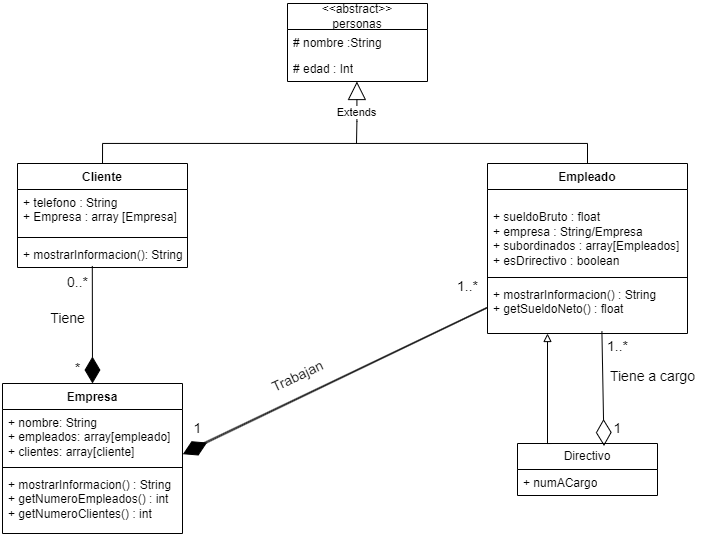 <<abstract>>
personas
# nombre :String
# edad : Int
Extends
Cliente
+ telefono : String
+ Empresa : array [Empresa]
+ mostrarInformacion(): String
Empleado
+ sueldoBruto : float
+ empresa : String/Empresa
+ subordinados : array[Empleados]
+ esDrirectivo : boolean
+ mostrarInformacion() : String
+ getSueldoNeto() : float
0..*
Tiene
*
1..*
Trabajan
1
1..*
Tiene a cargo
1
Empresa
+ nombre: String
+ empleados: array[empleado]
+ clientes: array[cliente]
+ mostrarInformacion() : String
+ getNumeroEmpleados() : int
+ getNumeroClientes() : int
Directivo
+ numACargo